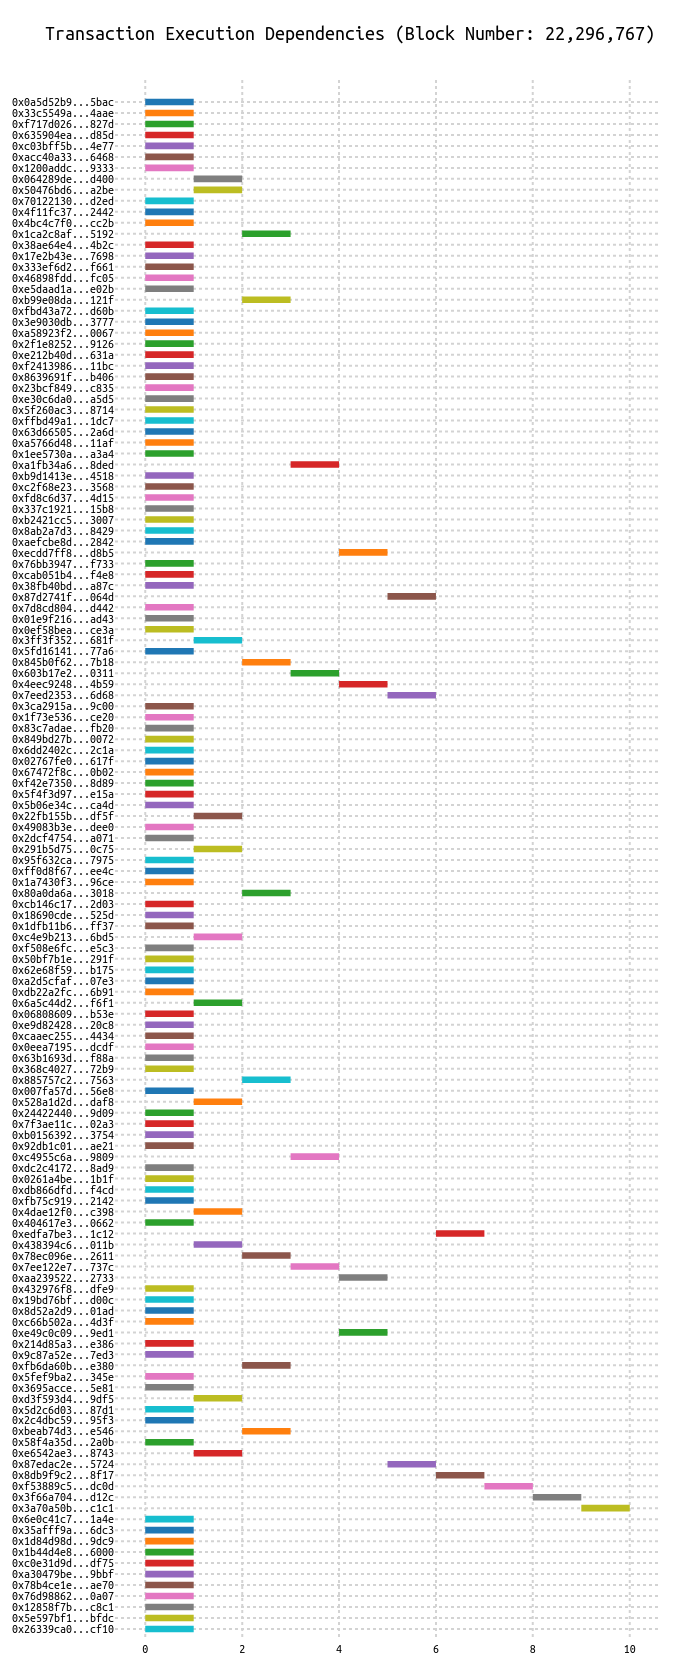 Transaction Execution Dependencies (Block Number: 22,296,767)
0x0a5d52b9...5bac
0x33c5549a...4aae
0xf717d026...827d
0x635904ea...d85d
0xc03bff5b...4e77
0xacc40a33...6468
0x1200addc...9333
0x064289de...d400
0x50476bd6...a2be
0x70122130...d2ed
0x4f11fc37...2442
0x4bc4c7f0...cc2b
0x1ca2c8af...5192
0x38ae64e4...4b2c
0x17e2b43e...7698
0x333ef6d2...f661
0x46898fdd...fc05
0xe5daad1a...e02b
0xb99e08da...121f
0xfbd43a72...d60b
0x3e9030db...3777
0xa58923f2...0067
0x2f1e8252...9126
0xe212b40d...631a
0xf2413986...11bc
0x8639691f...b406
0x23bcf849...c835
0xe30c6da0...a5d5
0x5f260ac3...8714
0xffbd49a1...1dc7
0x63d66505...2a6d
0xa5766d48...11af
0x1ee5730a...a3a4
0xa1fb34a6...8ded
0xb9d1413e...4518
0xc2f68e23...3568
0xfd8c6d37...4d15
0x337c1921...15b8
0xb2421cc5...3007
0x8ab2a7d3...8429
0xaefcbe8d...2842
0xecdd7ff8...d8b5
0x76bb3947...f733
0xcab051b4...f4e8
0x38fb40bd...a87c
0x87d2741f...064d
0x7d8cd804...d442
0x01e9f216...ad43
0x0ef58bea...ce3a
0x3ff3f352...681f
0x5fd16141...77a6
0x845b0f62...7b18
0x603b17e2...0311
0x4eec9248...4b59
0x7eed2353...6d68
0x3ca2915a...9c00
0x1f73e536...ce20
0x83c7adae...fb20
0x849bd27b...0072
0x6dd2402c...2c1a
0x02767fe0...617f
0x67472f8c...0b02
0xf42e7350...8d89
0x5f4f3d97...e15a
0x5b06e34c...ca4d
0x22fb155b...df5f
0x49083b3e...dee0
0x2dcf4754...a071
0x291b5d75...0c75
0x95f632ca...7975
0xff0d8f67...ee4c
0x1a7430f3...96ce
0x80a0da6a...3018
0xcb146c17...2d03
0x18690cde...525d
0x1dfb11b6...ff37
0xc4e9b213...6bd5
0xf508e6fc...e5c3
0x50bf7b1e...291f
0x62e68f59...b175
0xa2d5cfaf...07e3
0xdb22a2fc...6b91
0x6a5c44d2...f6f1
0x06808609...b53e
0xe9d82428...20c8
0xcaaec255...4434
0x0eea7195...dcdf
0x63b1693d...f88a
0x368c4027...72b9
0x885757c2...7563
0x007fa57d...56e8
0x528a1d2d...daf8
0x24422440...9d09
0x7f3ae11c...02a3
0xb0156392...3754
0x92db1c01...ae21
0xc4955c6a...9809
0xdc2c4172...8ad9
0x0261a4be...1b1f
0xdb866dfd...f4cd
0xfb75c919...2142
0x4dae12f0...c398
0x404617e3...0662
0xedfa7be3...1c12
0x438394c6...011b
0x78ec096e...2611
0x7ee122e7...737c
0xaa239522...2733
0x432976f8...dfe9
0x19bd76bf...d00c
0x8d52a2d9...01ad
0xc66b502a...4d3f
0xe49c0c09...9ed1
0x214d85a3...e386
0x9c87a52e...7ed3
0xfb6da60b...e380
0x5fef9ba2...345e
0x3695acce...5e81
0xd3f593d4...9df5
0x5d2c6d03...87d1
0x2c4dbc59...95f3
0xbeab74d3...e546
0x58f4a35d...2a0b
0xe6542ae3...8743
0x87edac2e...5724
0x8db9f9c2...8f17
0xf53889c5...dc0d
0x3f66a704...d12c
0x3a70a50b...c1c1
0x6e0c41c7...1a4e
0x35afff9a...6dc3
0x1d84d98d...9dc9
0x1b44d4e8...6000
0xc0e31d9d...df75
0xa30479be...9bbf
0x78b4ce1e...ae70
0x76d98862...0a07
0x12858f7b...c8c1
0x5e597bf1...bfdc
0x26339ca0...cf10
0 2 4 6 8 10